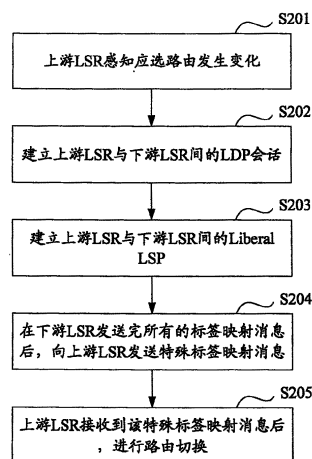 S201
上游LSR感知应选路由发生变化
S202
建立上游LSR与下游LSR间的LDP会话
S203
建立上游LSR与下游LSR间的Liberal
LSP
S204
在下游LSR发送完所有的标签映射消息
后，向上游LSR发送特殊标签映射消息
S205
上游LSR接收到该特殊标签映射消息后
，进行路由切换